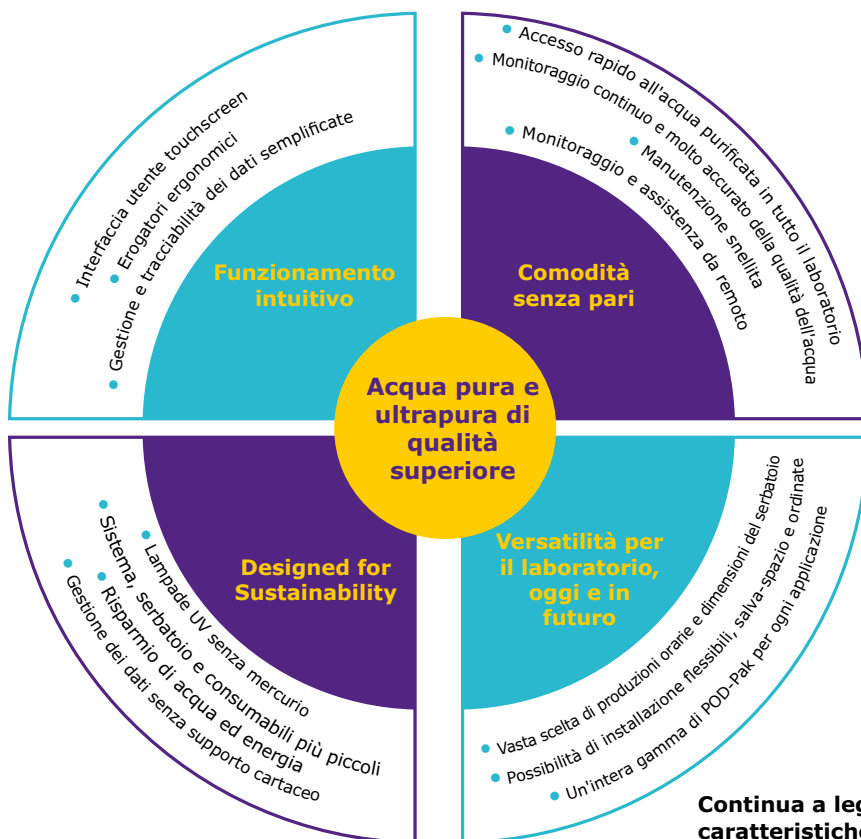 Interfaccia utente touchscreen
Erogatori ergonomici
Gestione e tracciabilità dei dati semplificate
Funzionamento
intuitivo
Accesso rapido all'acqua purificata in tutto il laboratorio
Monitoraggio continuo e molto accurato della qualità dell'acqua
Manutenzione snellita
Monitoraggio e assistenza da remoto
Comodità
senza pari
Acqua pura e
ultrapura di
qualità
superiore
Designed for
Sustainability
Lampade UV senza mercurio
Sistema, serbatoio e consumabili più piccoli
Risparmio di acqua ed energia
Gestione dei dati senza supporto cartaceo
Versatilità per
il laboratorio,
oggi e in
futuro
Vasta scelta di produzioni orarie e dimensioni del serbatoio
Possibilità di installazione flessibili, salva-spazio e ordinate
Un'intera gamma di POD-Pak per ogni applicazione
Continua a leg
caratteristiche